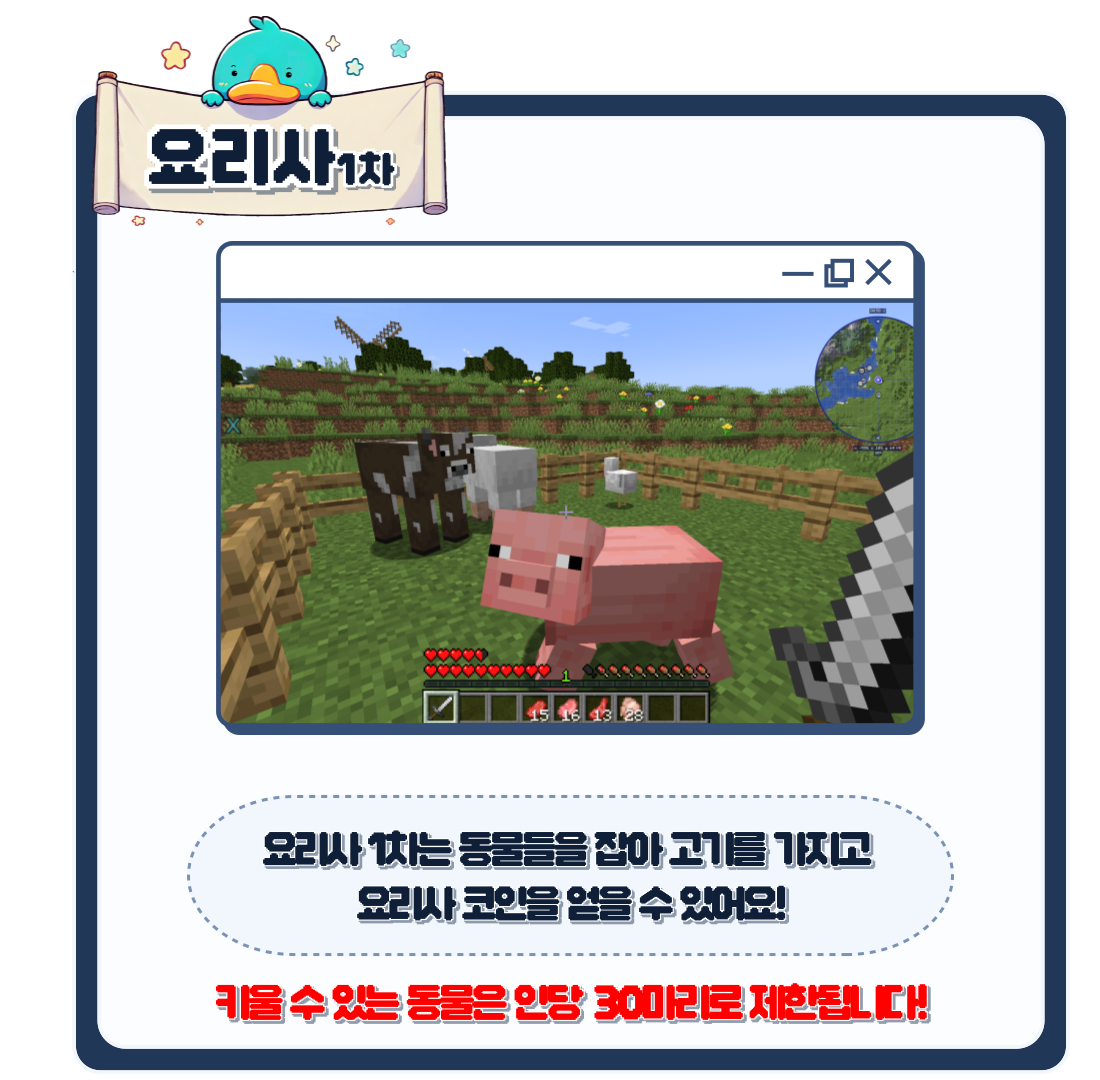 요리사 1차
1
15 16 13 28
요리사 1차는 동물들을 잡아 고기를 가지고
요리사 코인을 얻을 수 있어요!
키울 수 있는 동물은 인당 30마리로 제한됩니다!